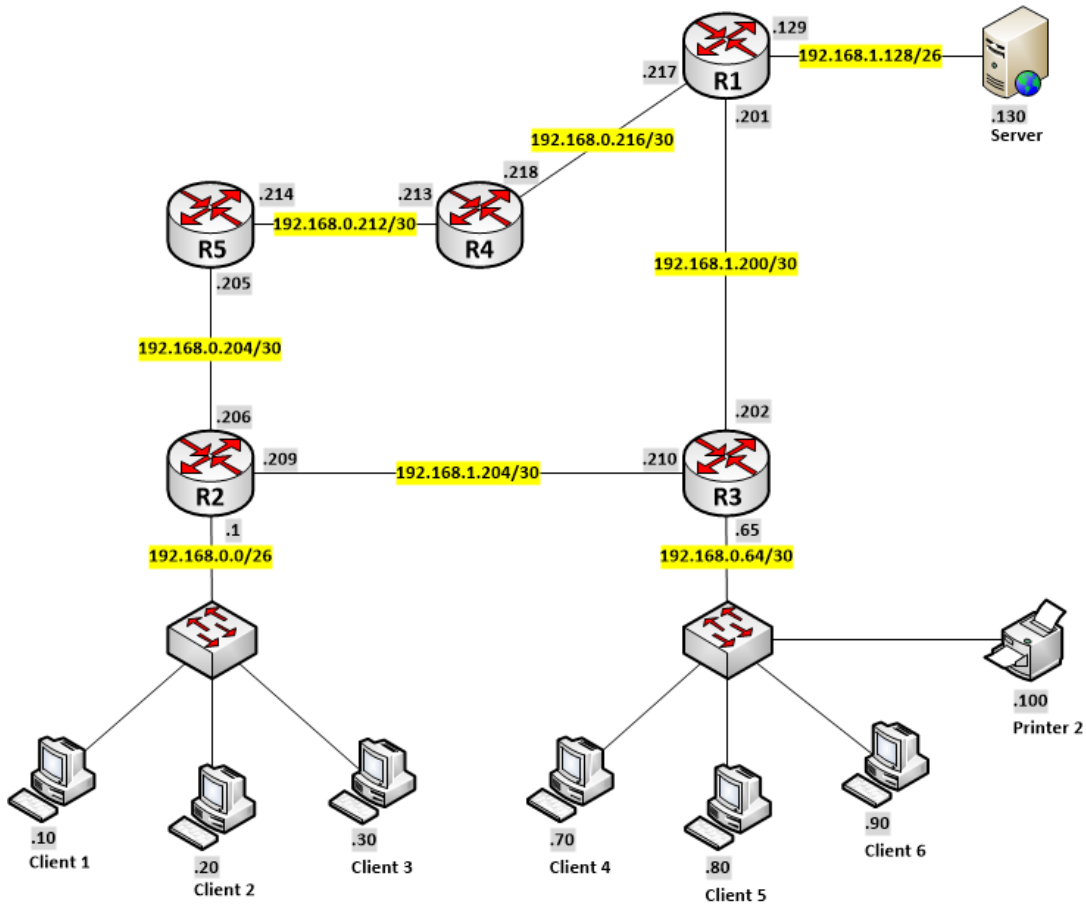 .129
192.168.1.128/26
R1
.217
.201
.130
Server
192.168.0.216/30
.218
.214
.213
192.168.0.212/30
R5
R4
.205
192.168.1.200/30
192.168.0.204/30
.206
.202
.209
192.168.1.204/30
.210
R2
R3
.1
.65
192.168.0.0/26
192.168.0.64/30
.100
Printer 2
.10
Client 1
.20
Client 2
.30
Client 3
.70
Client 4
.80
Client 5
.90
Client 6